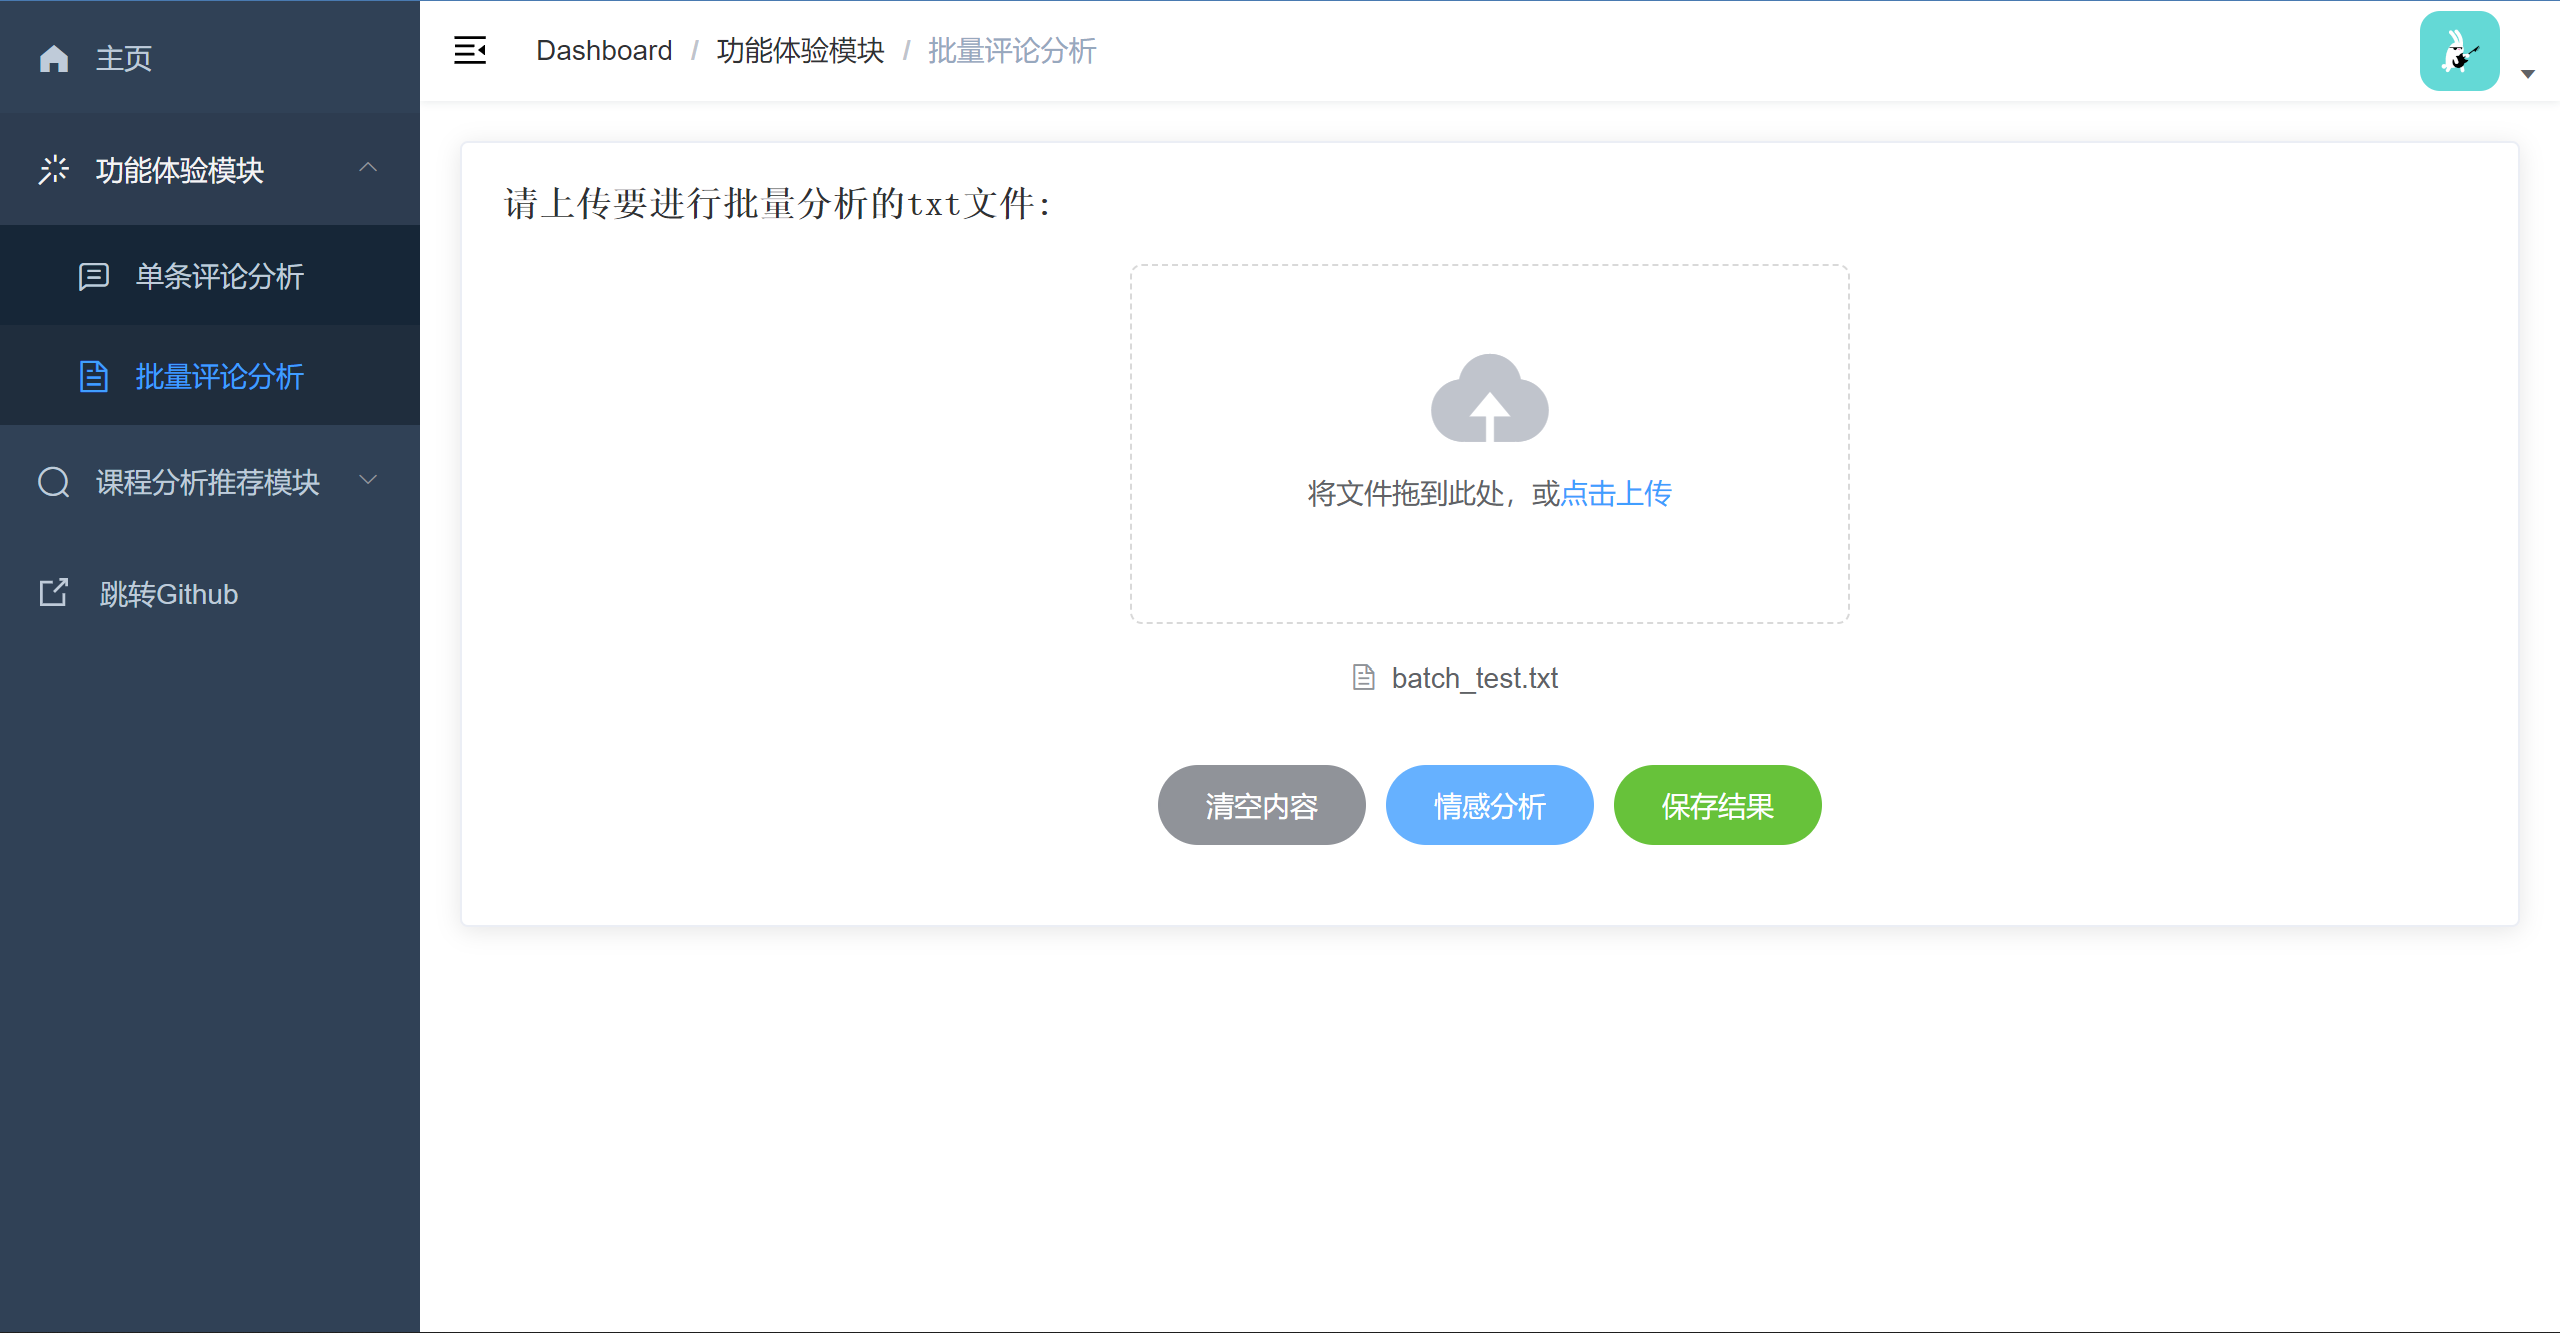 主页
功能体验模块
单条评论分析
批量评论分析
课程分析推荐模块
跳转Github
Dashboard / 功能体验模块 / 批量评论分析
请上传要进行批量分析的txt文件：
将文件拖到此处，或点击上传
batch_test.txt
清空内容 情感分析 保存结果